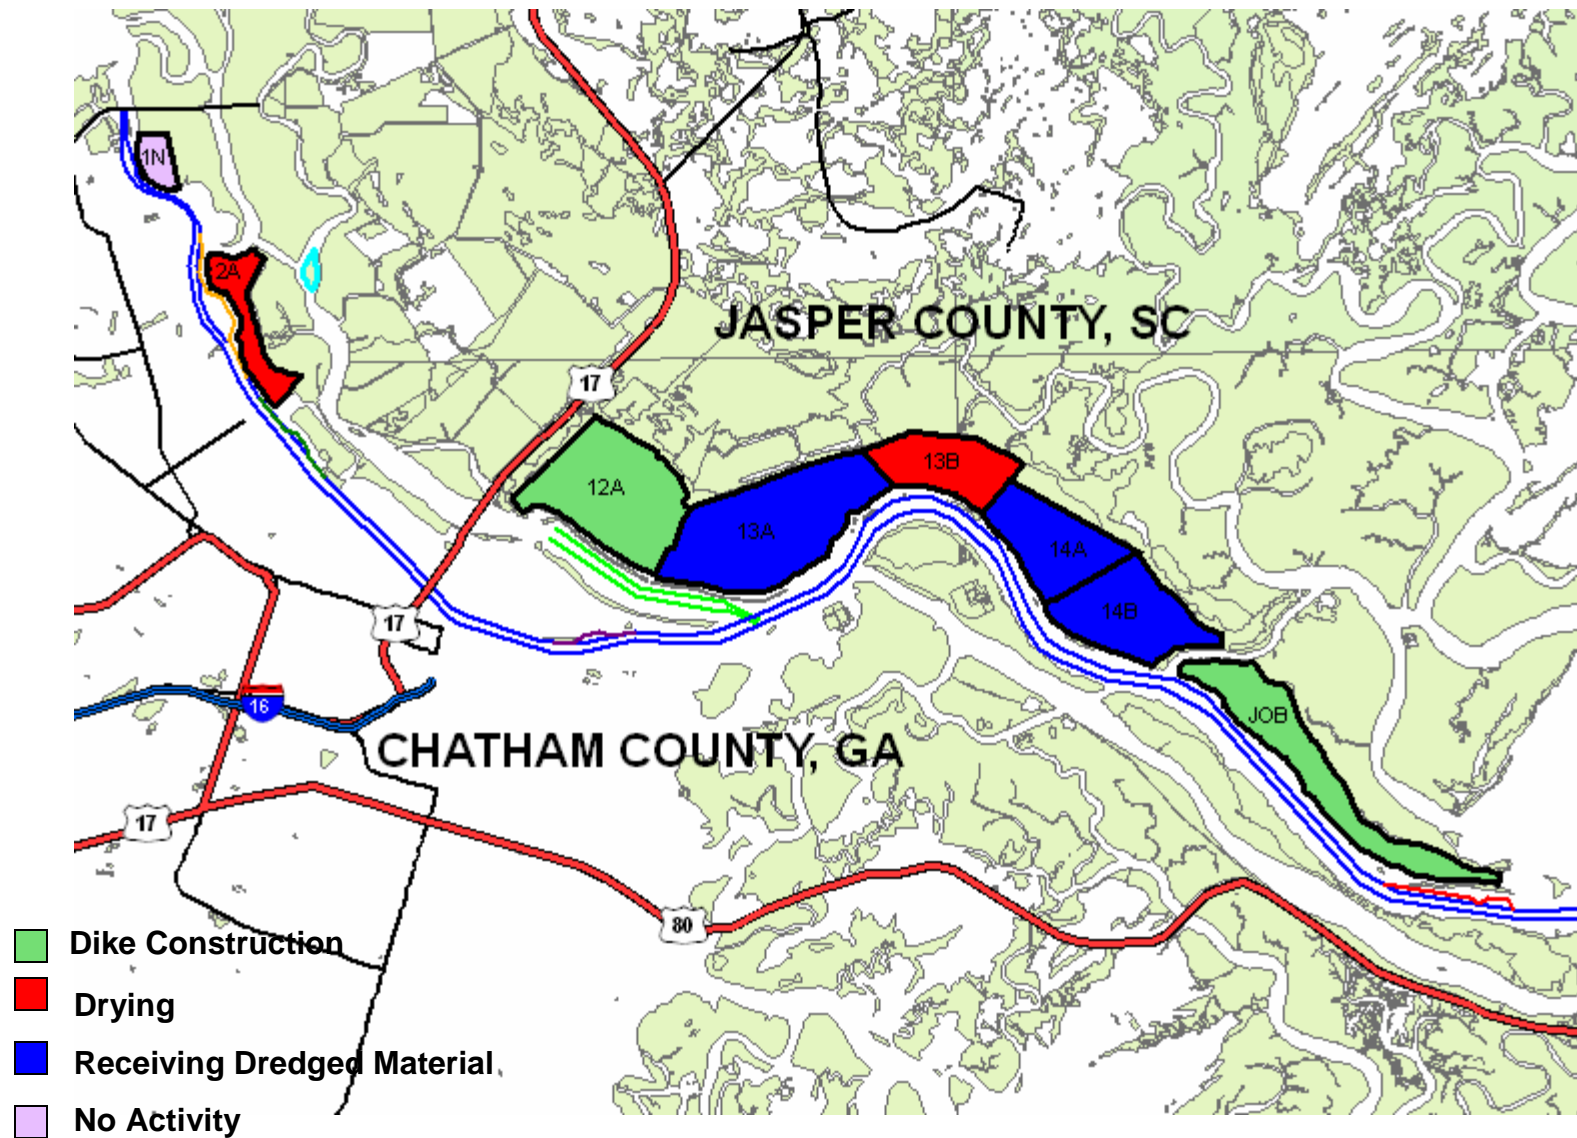 1N
2A
JASPER COUNTY, SC
17
12A
13B
13A
14A
14B
17
16
JOB
CHATHAM COUNTY, GA
17
80
Dike Construction
Drying
Receiving Dredged Material
No Activity